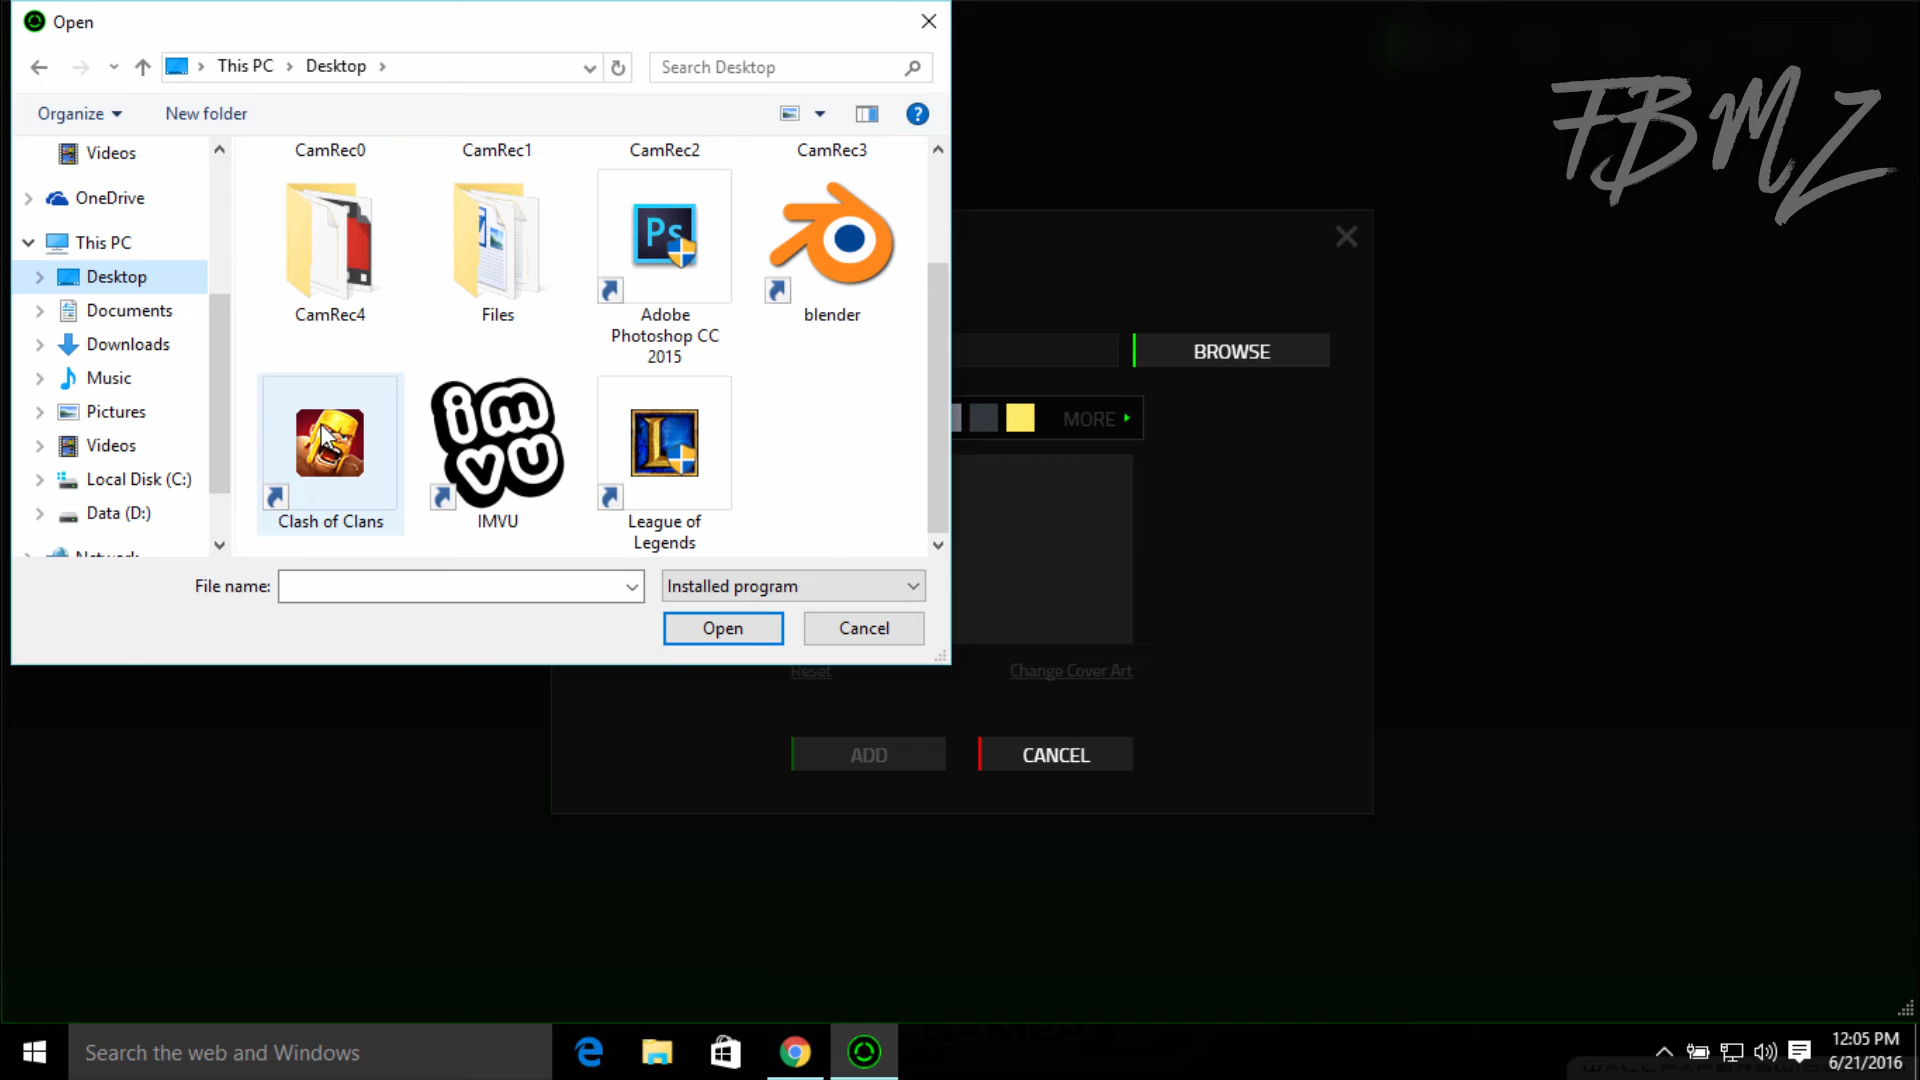 Open
This PC
Desktop
Search Desktop
Organize
New folder
Videos
OneDrive
This PC
Desktop
Documents
Downloads
Music
Pictures
Videos
Local Disk (C:)
Data (D:)
Network
CamRec0
CamRec1
CamRec2
CamRec3
CamRec4
Files
Ps
Adobe
Photoshop CC
2015
blender
Clash of Clans
imvu
IMVU
L
League of
Legends
File name:
Installed program
Open
Cancel
FBMZ
BROWSE
MORE
Reset
Change Cover Art
ADD
CANCEL
Search the web and Windows
12:05 PM
6/21/2016